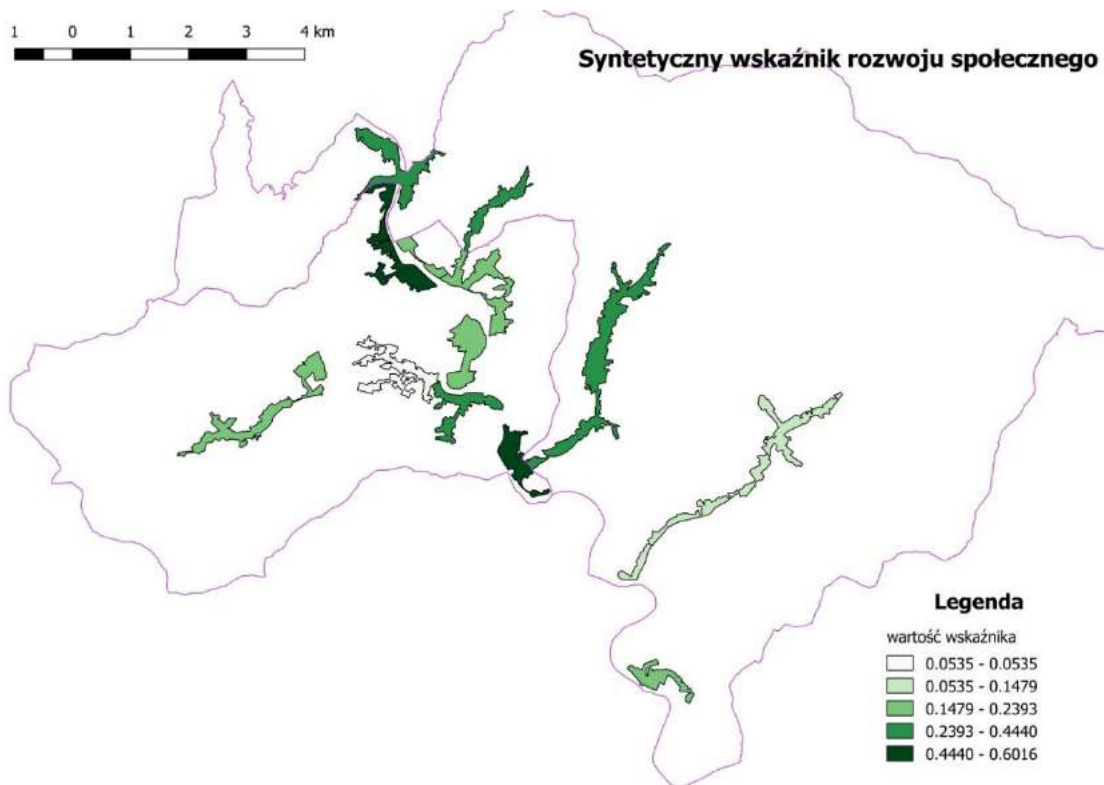 1 0 1 2 3 4 km
Syntetyczny wskaźnik rozwoju społecznego
Legenda
wartość wskaźnika
0.0535 - 0.0535
0.0535 - 0.1479
0.1479 - 0.2393
0.2393 - 0.4440
0.4440 - 0.6016